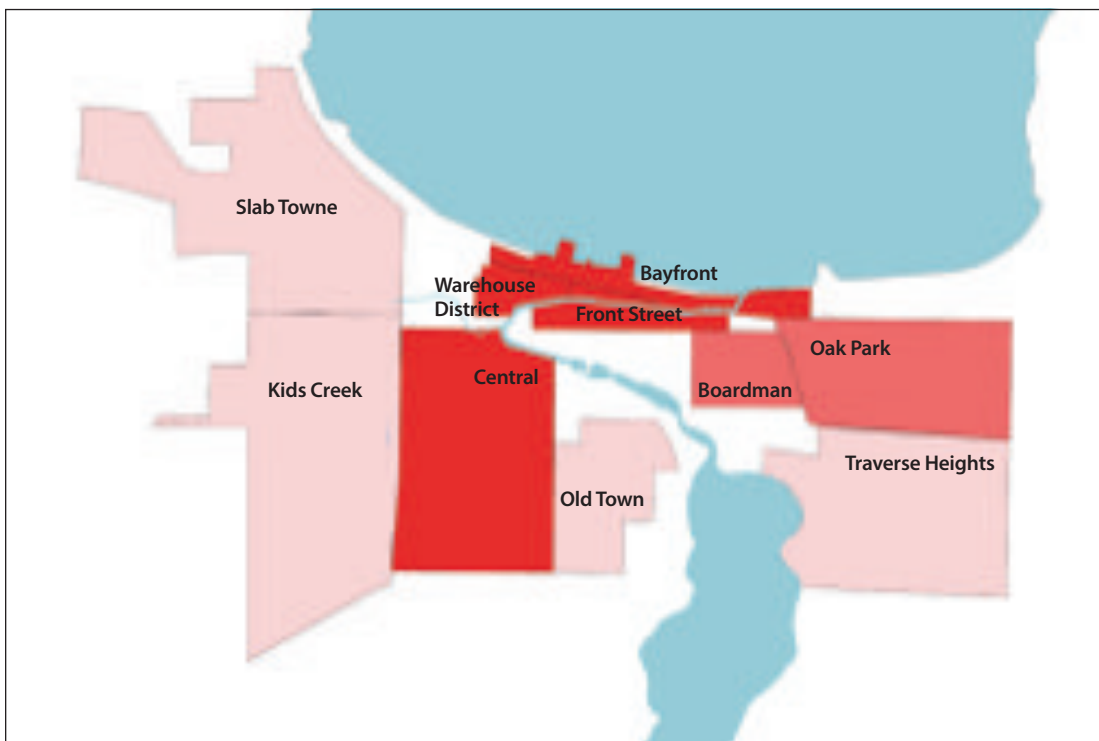 Slab Towne
Bayfront
Warehouse
District
Front Street
Oak Park
Central
Kids Creek
Boardman
Traverse Heights
Old Town